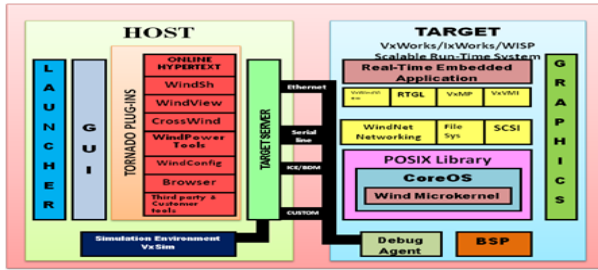 HOST
LAUNCHER
GUI
TORNADO PLUG-INS
ONLINE
HYPERTEXT
WindSh
WindView
CrossWind
WindPower
Tools
WindConfig
Browser
Third party &
Customer
tools
TARGET SERVER
Simulation Environment
VxSim
Ethernet
Serial
line
ICE/BDM
CUSTOM
TARGET
VxWorks/IxWorks/WISP
Scalable Run-Time System
Real-Time Embedded
Application
RTGL
VxMP
VxVMI
WindNet
Networking
File
Sys
SCSI
POSIX Library
CoreOS
Wind Microkernel
GRAPHICS
Debug
Agent
BSP